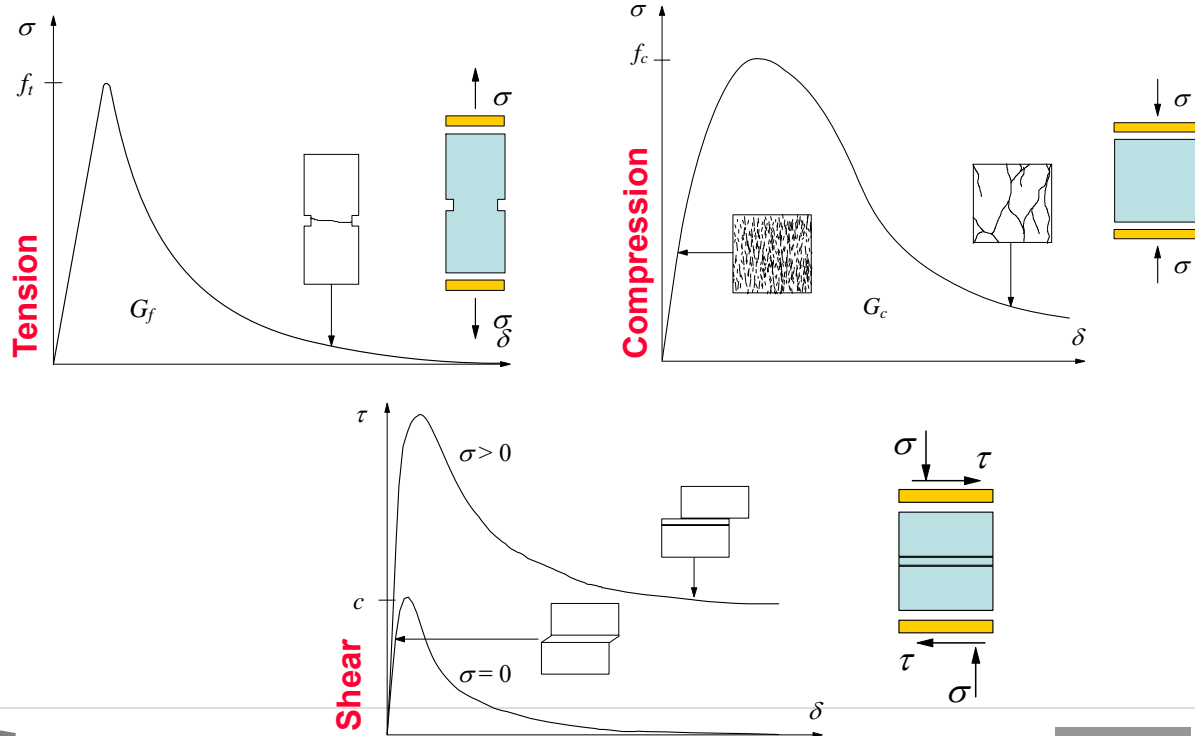 σ
f_t
σ
G_f
σ
δ
Tension
σ
f_c
σ
σ
G_c
δ
Compression
τ
σ > 0
c
σ = 0
δ
Shear
σ
τ
τ
σ